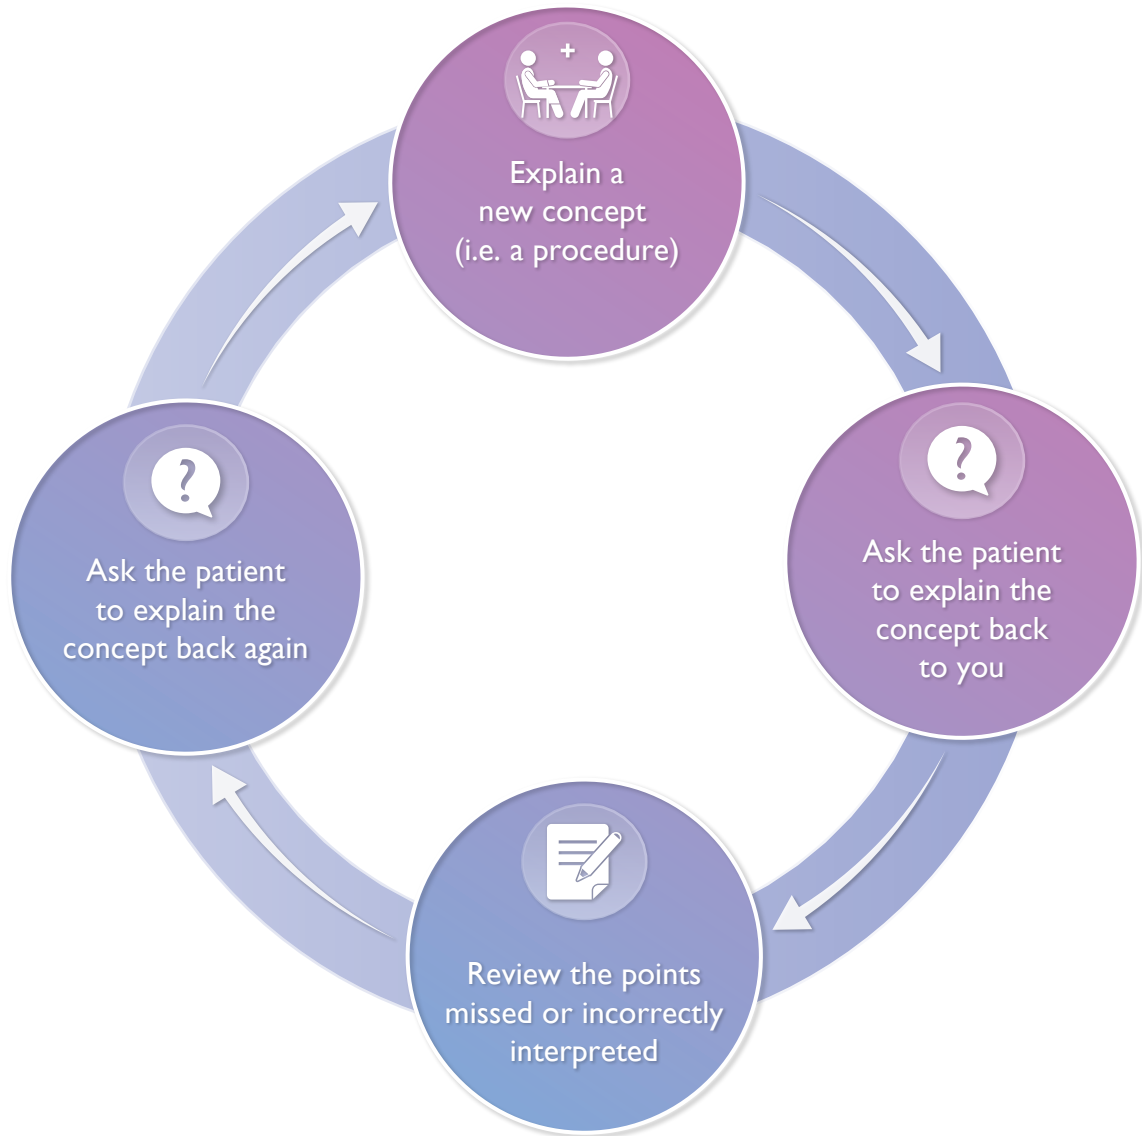 Explain a
new concept
(i.e. a procedure)
Ask the patient
to explain the
concept back
to you
Review the points
missed or incorrectly
interpreted
Ask the patient
to explain the
concept back again